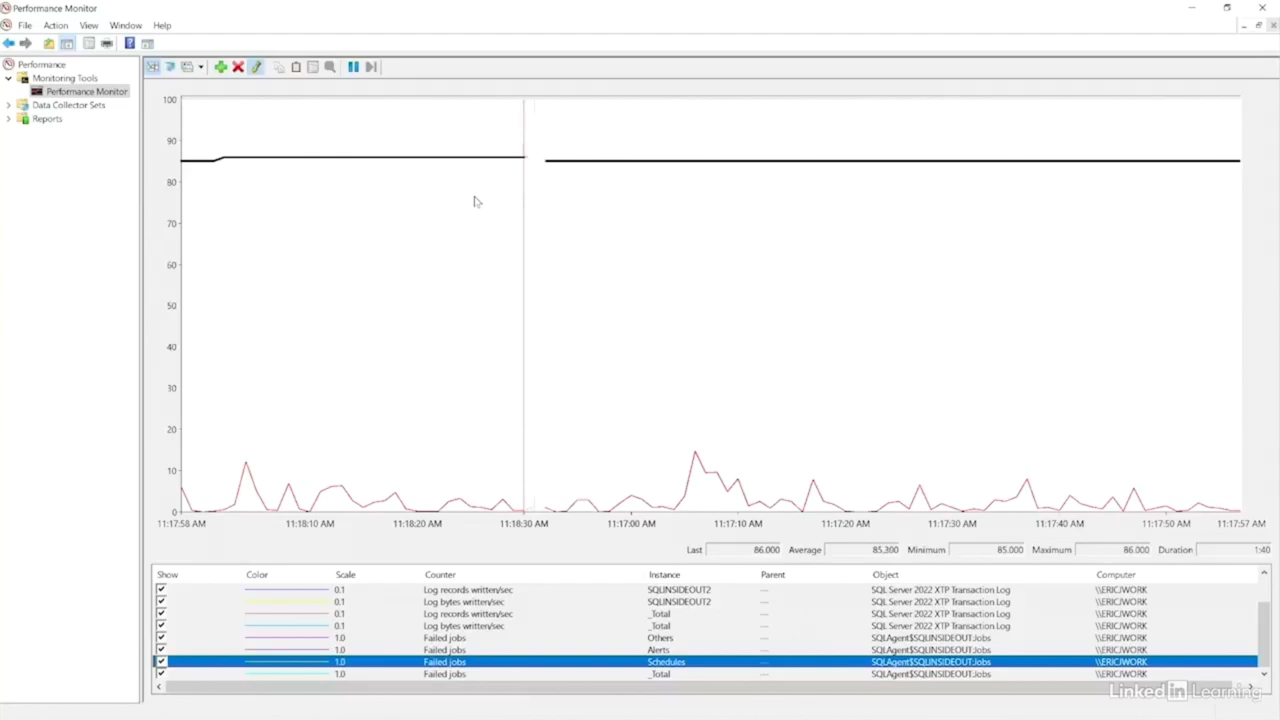 Performance Monitor
File Action View Window Help
Performance
Monitoring Tools
Performance Monitor
Data Collector Sets
Reports
100
90
80
70
60
50
40
30
20
10
0
11:17:58 AM 11:18:10 AM 11:18:20 AM 11:18:30 AM 11:17:00 AM 11:17:10 AM 11:17:20 AM 11:17:30 AM 11:17:40 AM 11:17:50 AM 11:17:57 AM
Last 86.000 Average 85.300 Minimum 85.000 Maximum 86.000 Duration 1:40
Show Color Scale Counter Instance Parent Object Computer
0.1 Log records written/sec SQLINSIDEOUT2 --- SQL Server 2022 XTP Transaction Log \\ERICJWORK
0.1 Log bytes written/sec SQLINSIDEOUT2 --- SQL Server 2022 XTP Transaction Log \\ERICJWORK
0.1 Log records written/sec _Total --- SQL Server 2022 XTP Transaction Log \\ERICJWORK
0.1 Log bytes written/sec _Total --- SQL Server 2022 XTP Transaction Log \\ERICJWORK
1.0 Failed jobs Others --- SQLAgent$SQLINSIDEOUT:Jobs \\ERICJWORK
1.0 Failed jobs Alerts --- SQLAgent$SQLINSIDEOUT:Jobs \\ERICJWORK
1.0 Failed jobs Schedules --- SQLAgent$SQLINSIDEOUT:Jobs \\ERICJWORK
1.0 Failed jobs _Total --- SQLAgent$SQLINSIDEOUT:Jobs \\ERICJWORK
Linked in Learning